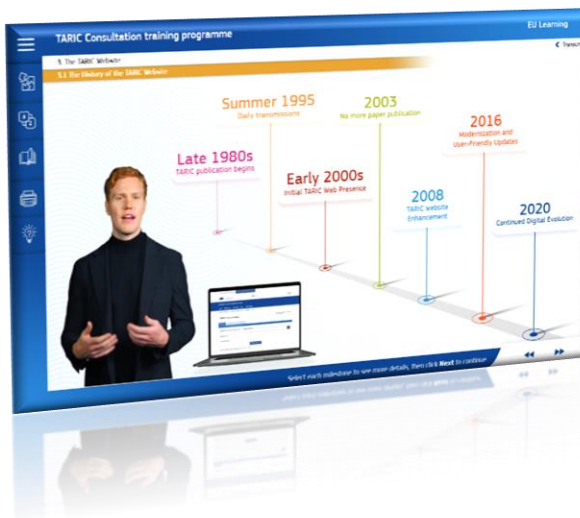 TARIC Consultation training programme
EU Learning
3. The TARIC Website
3.1 The History of the TARIC Website
Late 1980s
TARIC publication begins
Summer 1995
Daily transmissions
Early 2000s
Initial TARIC Web Presence
2003
No more paper publication
2008
TARIC website
Enhancement
2016
Modernization and
User-Friendly Updates
2020
Continued Digital Evolution
Select each milestone to see more details, then click Next to continue